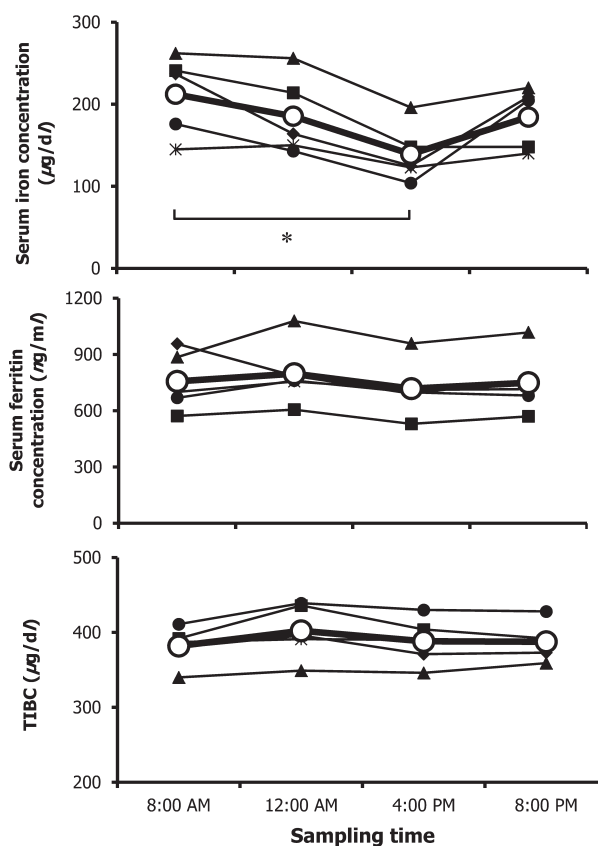 300
200
100
0
Serum iron concentration
(μg/dl)
*
1200
900
600
300
0
Serum ferritin
concentration (ng/ml)
500
400
300
200
TIBC (μg/dl)
8:00 AM 12:00 AM 4:00 PM 8:00 PM
Sampling time